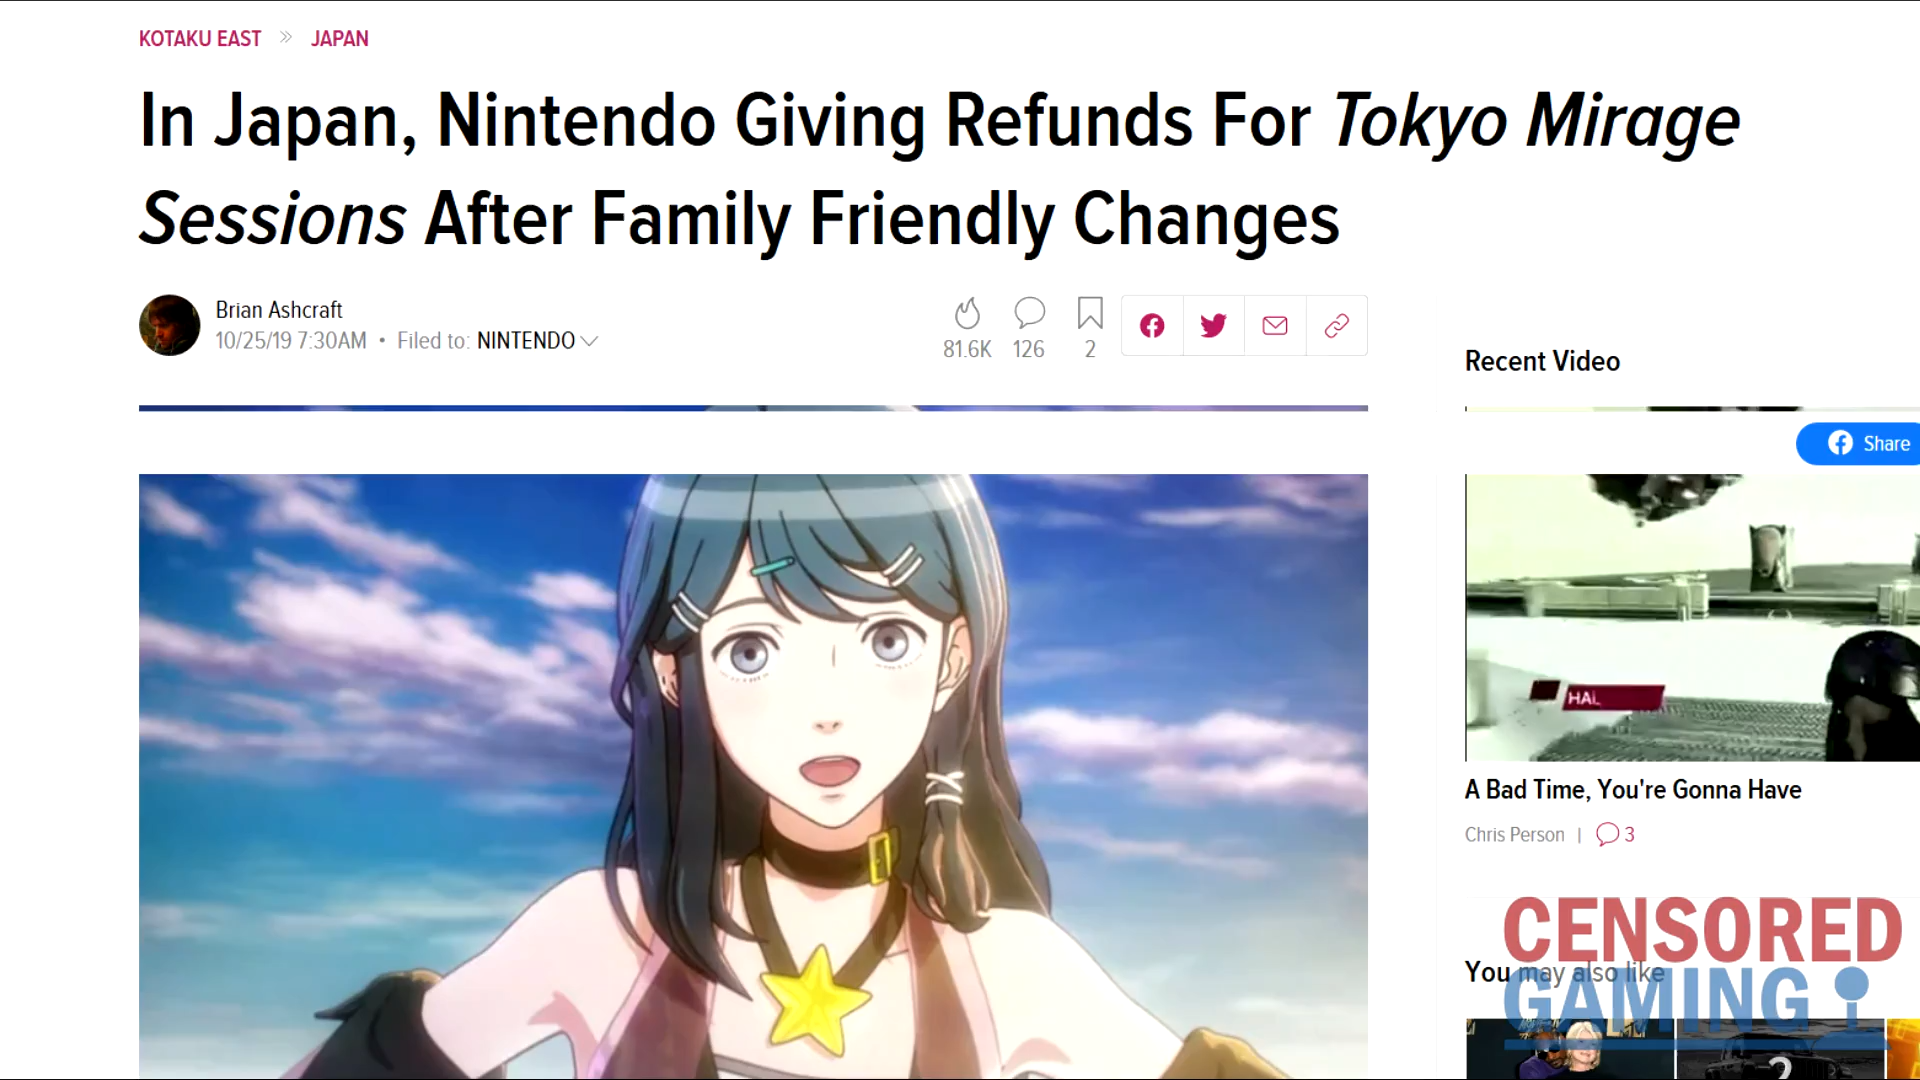 KOTAKU EAST » JAPAN
In Japan, Nintendo Giving Refunds For Tokyo Mirage
Sessions After Family Friendly Changes
Brian Ashcraft
10/25/19 7:30AM • Filed to: NINTENDO
81.6K 126 2
Recent Video
Share
HAL
A Bad Time, You're Gonna Have
Chris Person | 3
You may also like
CENSORED
GAMING
2